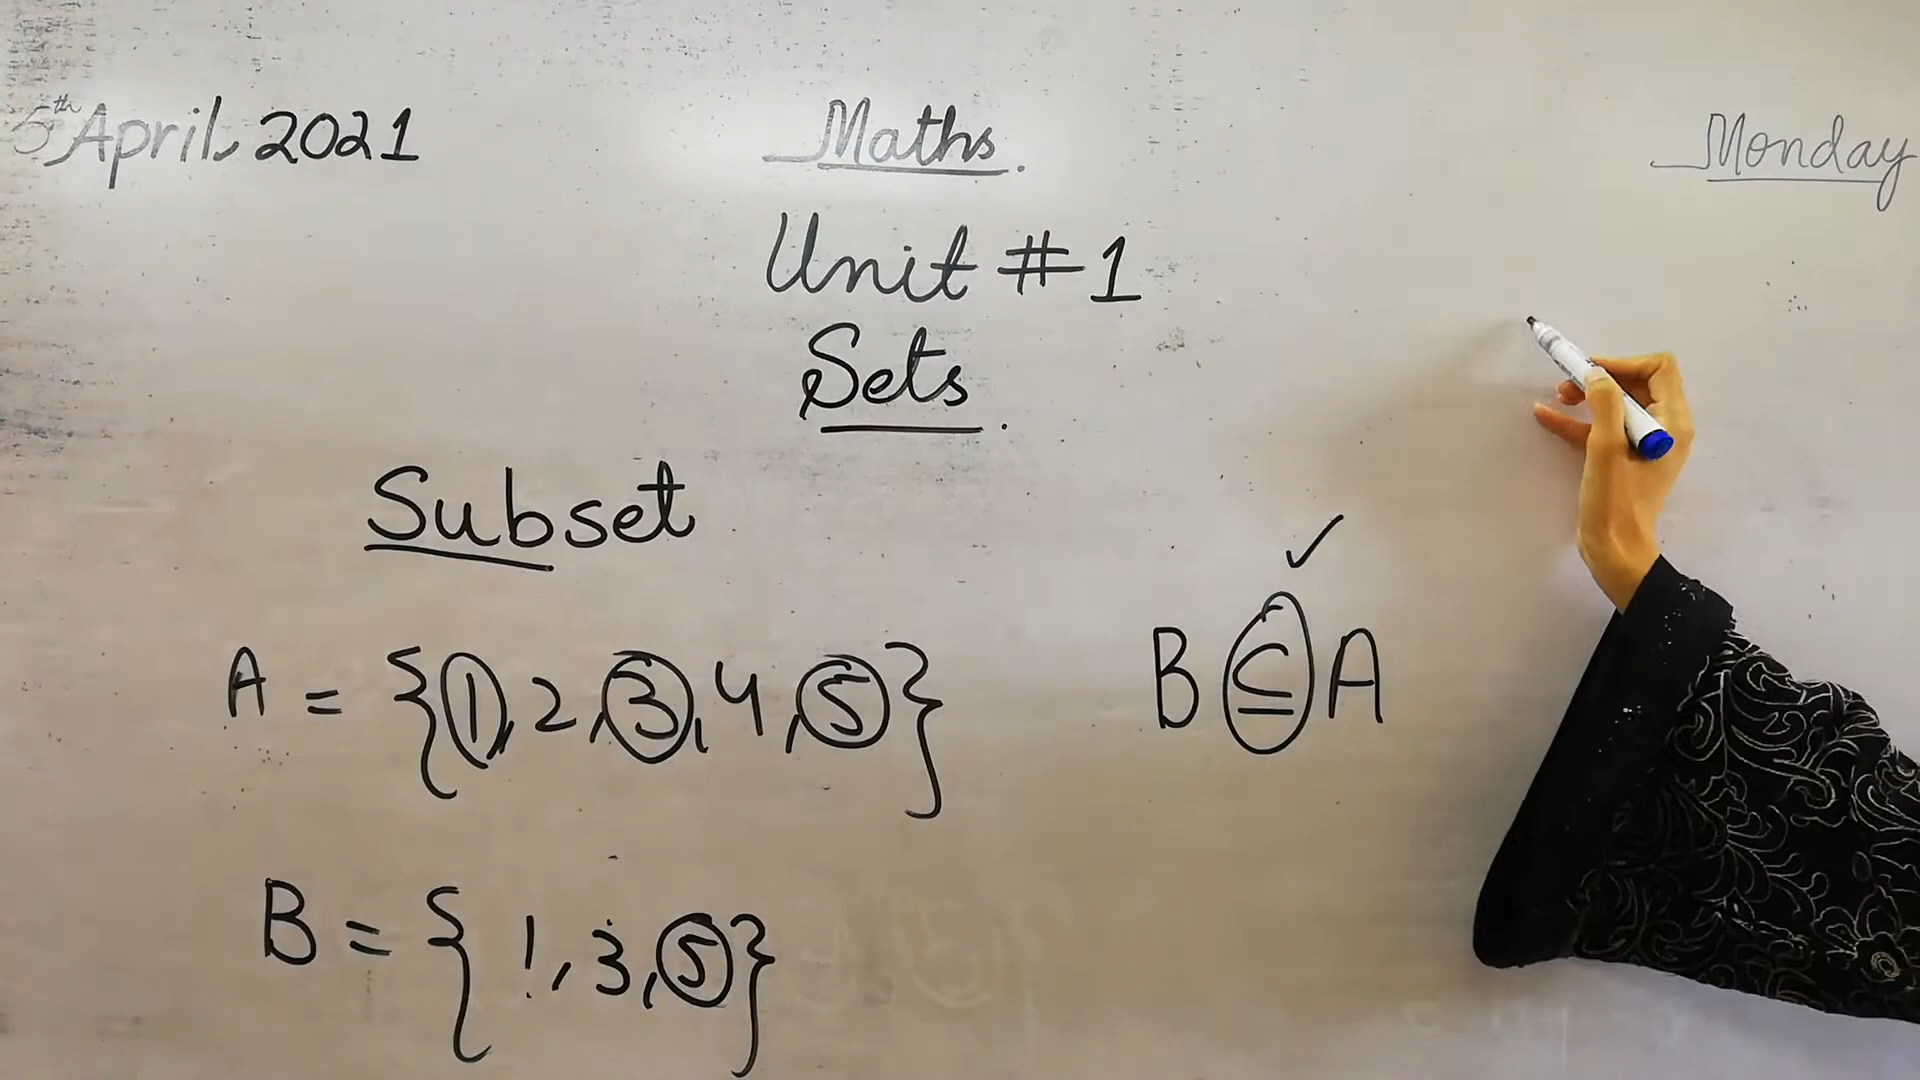 5th April, 2021 Maths. Monday
Unit # 1
Sets.
Subset
A = {1, 2, 3, 4, 5} B ⊆ A ✓
B = {1, 3, 5}